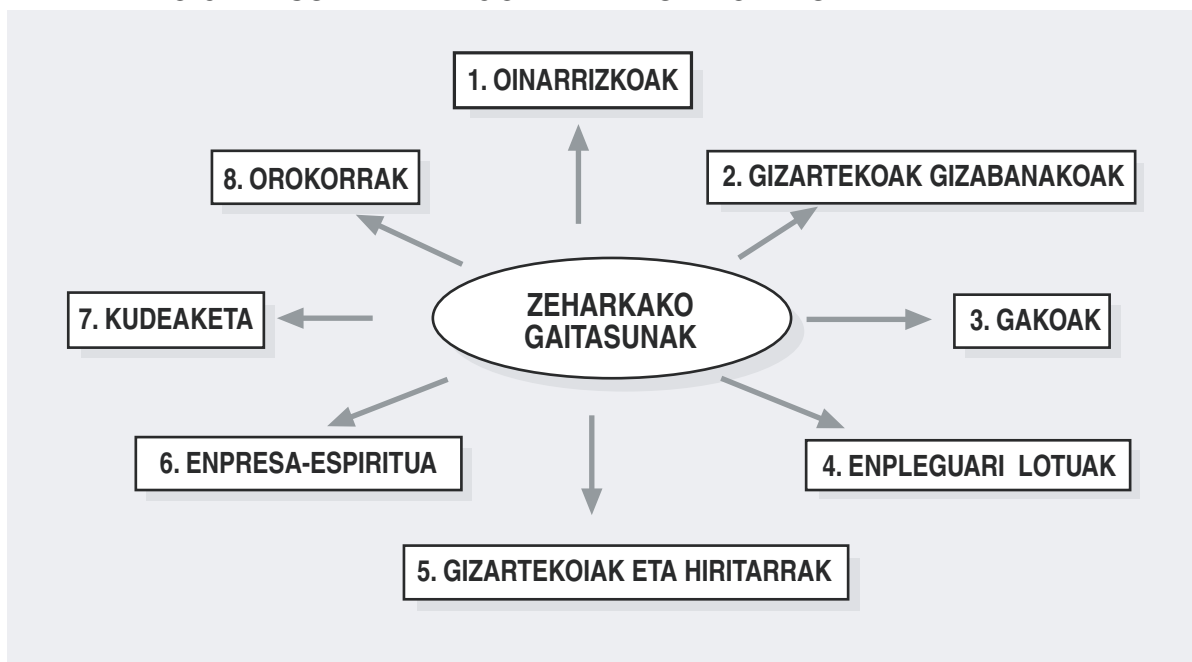 1. OINARRIZKOAK
2. GIZARTEKOAK GIZABANAKOAK
3. GAKOAK
4. ENPLEGUARI LOTUAK
5. GIZARTEKOIAK ETA HIRITARRAK
6. ENPRESA-ESPIRITUA
7. KUDEAKETA
8. OROKORRAK
ZEHARKAKO
GAITASUNAK